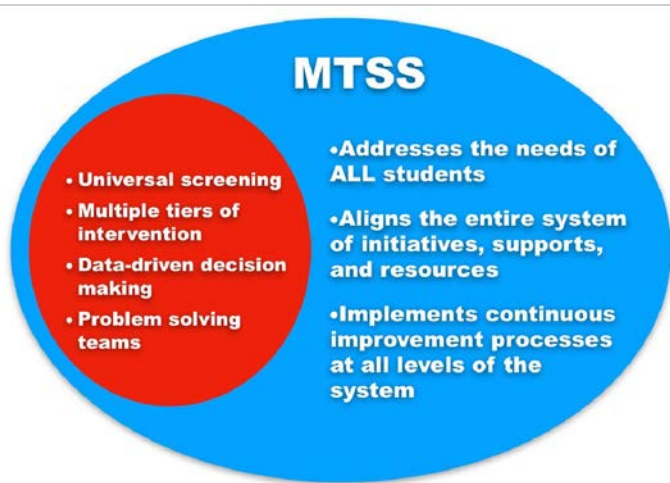 MTSS
• Universal screening
• Multiple tiers of
intervention
• Data-driven decision
making
• Problem solving
teams
•Addresses the needs of
ALL students
•Aligns the entire system
of initiatives, supports,
and resources
•Implements continuous
improvement processes
at all levels of the
system